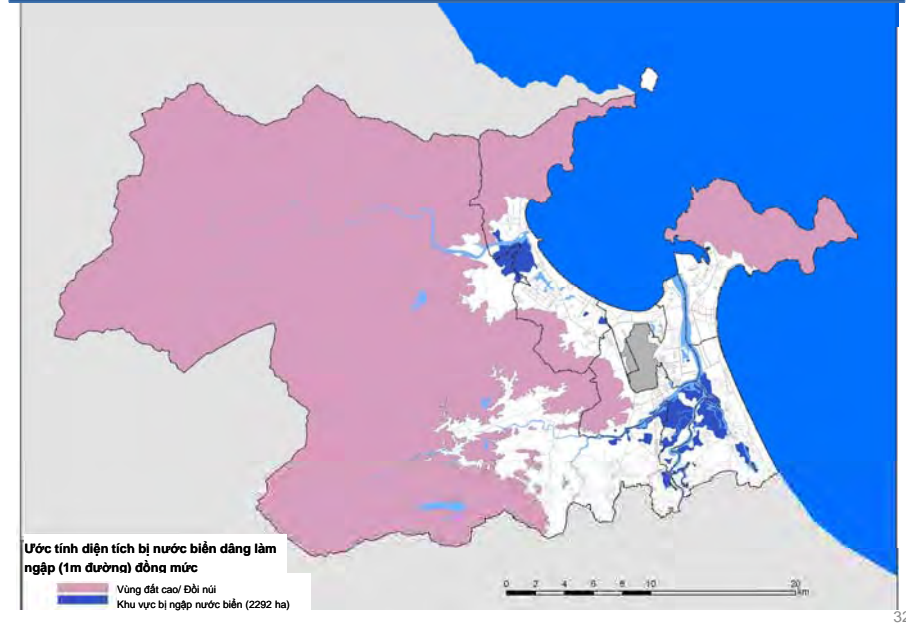 Ước tính diện tích bị nước biển dâng làm
ngập (1m đường) đồng mức
Vùng đất cao/ Đồi núi
Khu vực bị ngập nước biển (2292 ha)
0 2 4 6 8 10 20
km
32